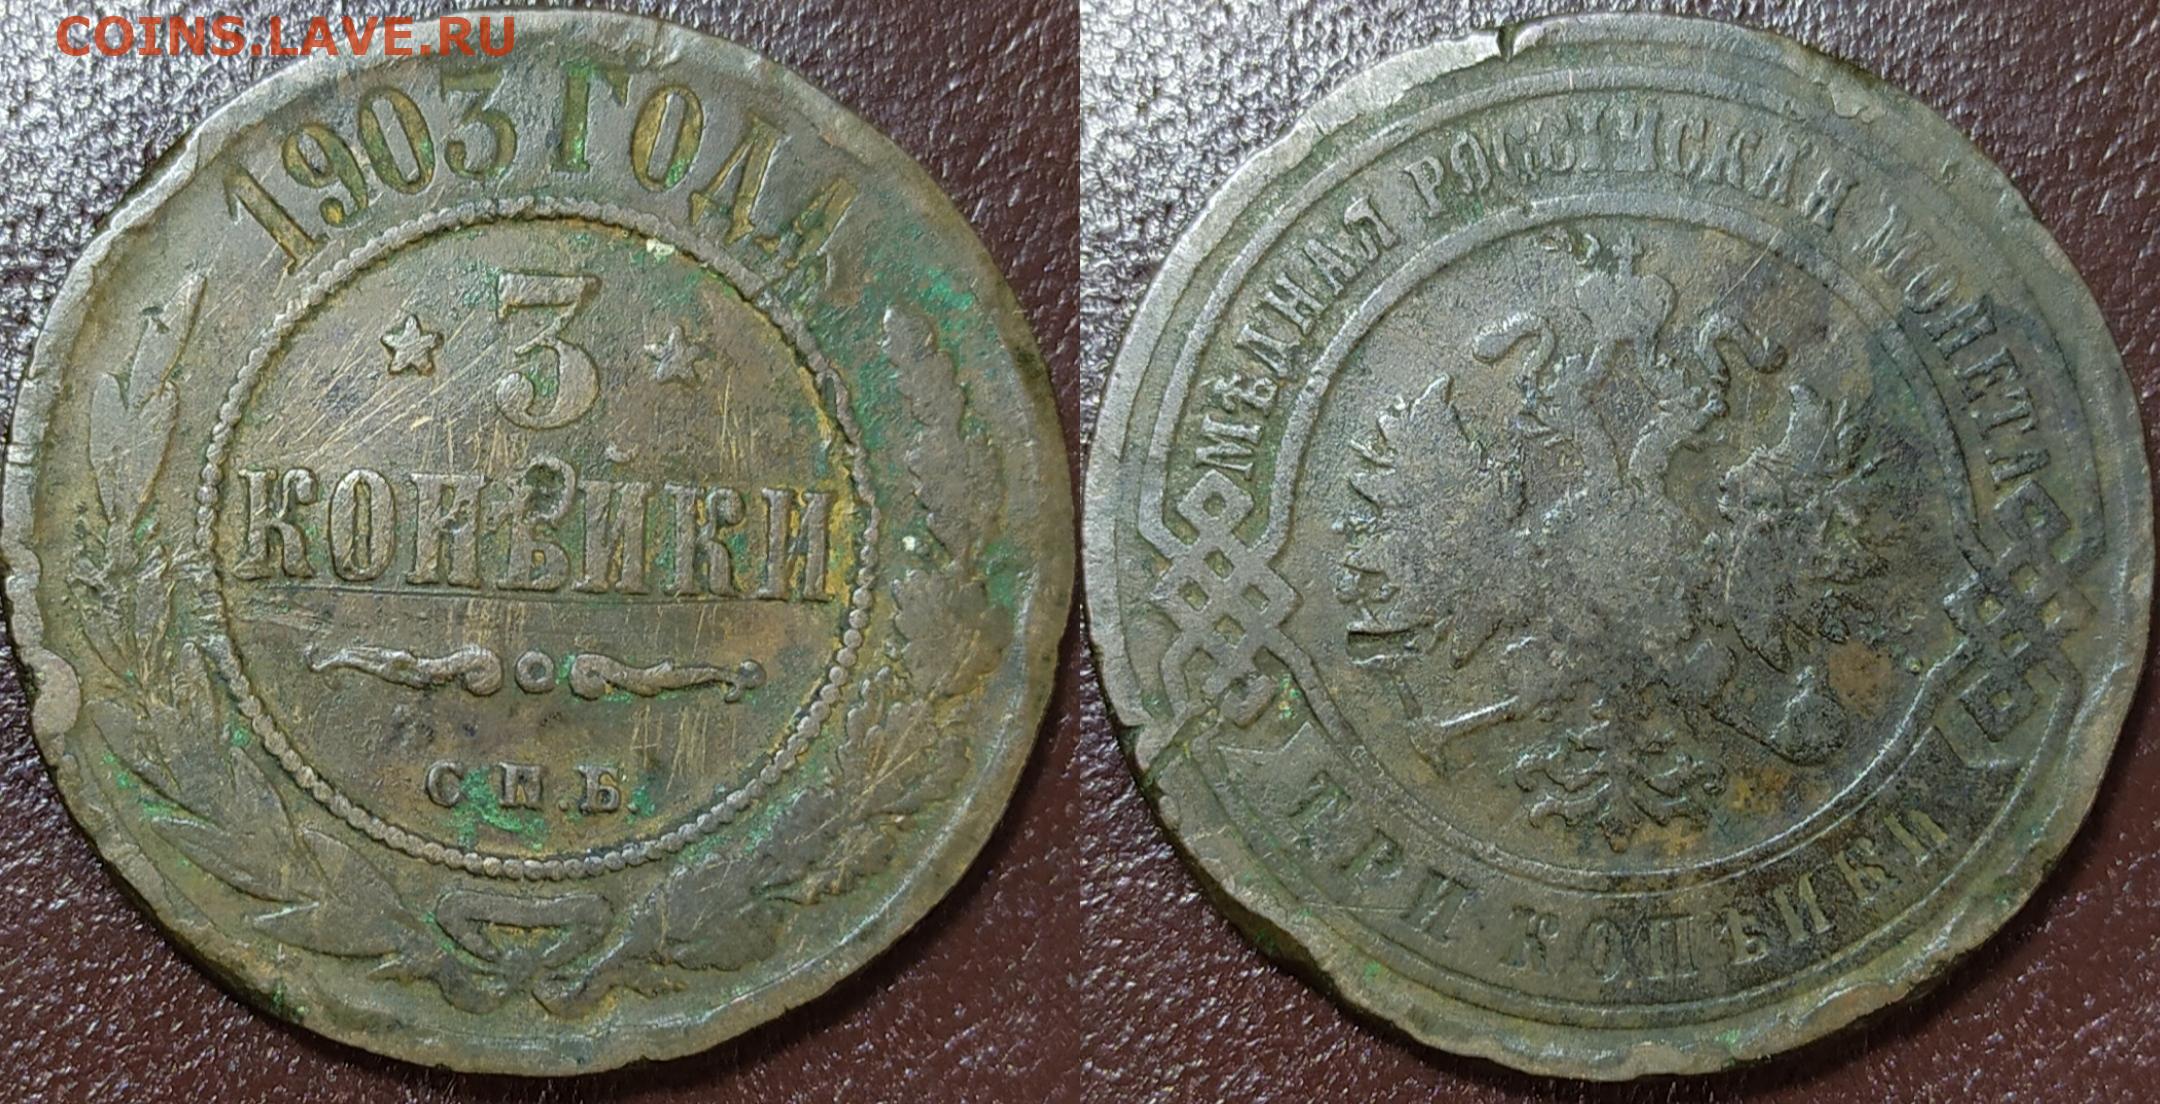 COINS.LAVE.RU
1903 ГОДА
3
КОПѢЙКИ
С.П.Б.
МѢДНАЯ РОССІЙСКАЯ МОНЕТА
ТРИ КОПѢЙКИ